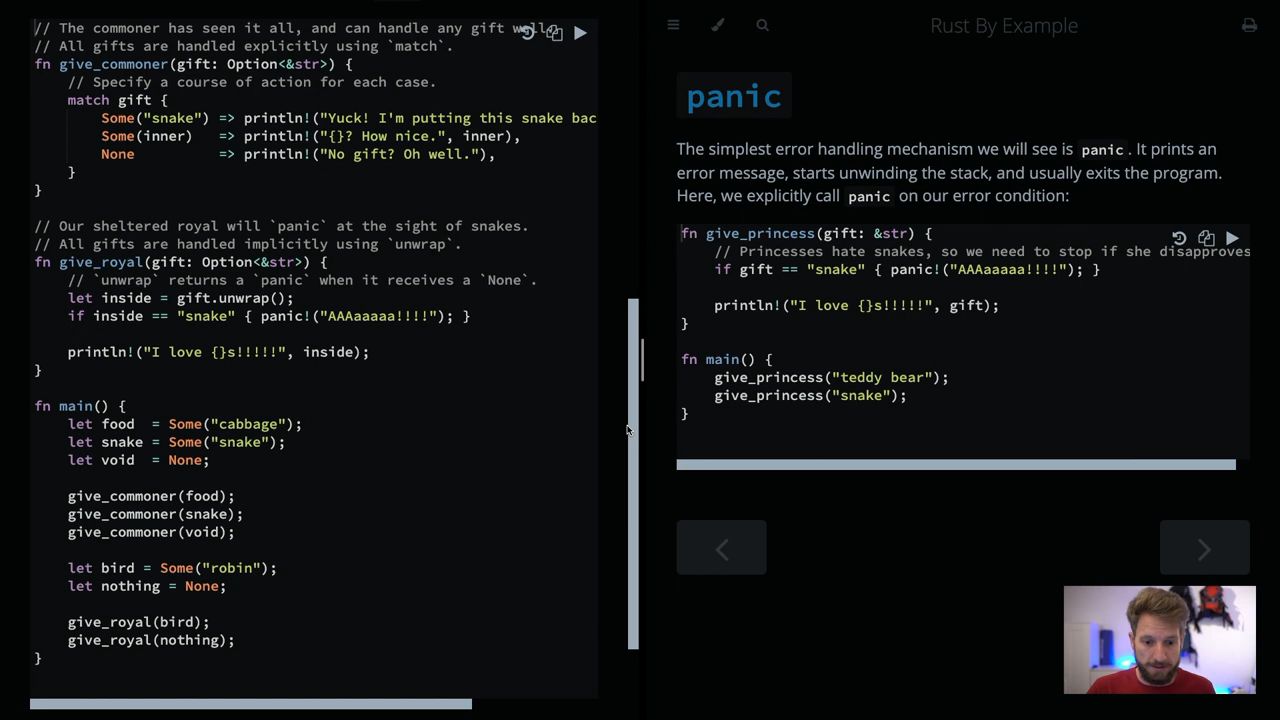 // The commoner has seen it all, and can handle any gift well.
// All gifts are handled explicitly using `match`.
fn give_commoner(gift: Option<&str>) {
    // Specify a course of action for each case.
    match gift {
        Some("snake") => println!("Yuck! I'm putting this snake bac
        Some(inner)   => println!("{}? How nice.", inner),
        None          => println!("No gift? Oh well."),
    }
}
// Our sheltered royal will `panic` at the sight of snakes.
// All gifts are handled implicitly using `unwrap`.
fn give_royal(gift: Option<&str>) {
    // `unwrap` returns a `panic` when it receives a `None`.
    let inside = gift.unwrap();
    if inside == "snake" { panic!("AAAaaaaa!!!!"); }
    println!("I love {}s!!!!!", inside);
}
fn main() {
    let food  = Some("cabbage");
    let snake = Some("snake");
    let void  = None;
    give_commoner(food);
    give_commoner(snake);
    give_commoner(void);
    let bird = Some("robin");
    let nothing = None;
    give_royal(bird);
    give_royal(nothing);
}
Rust By Example
panic
The simplest error handling mechanism we will see is panic. It prints an
error message, starts unwinding the stack, and usually exits the program.
Here, we explicitly call panic on our error condition:
fn give_princess(gift: &str) {
    // Princesses hate snakes, so we need to stop if she disapproves
    if gift == "snake" { panic!("AAAaaaaa!!!!"); }
    println!("I love {}s!!!!!", gift);
}
fn main() {
    give_princess("teddy bear");
    give_princess("snake");
}